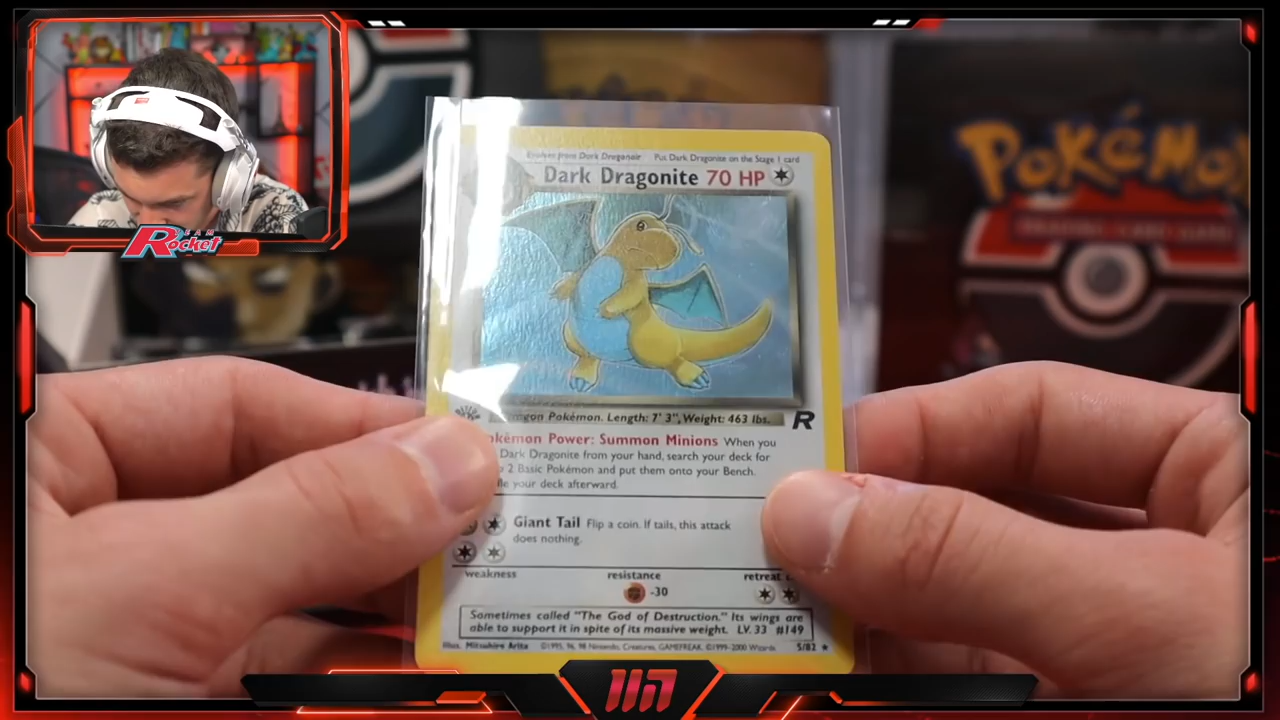 TEAM
Rocket
POKéMON
Evolves from Dark Dragonair Put Dark Dragonite on the Stage 1 card
Dark Dragonite 70 HP
Dragon Pokémon. Length: 7' 3", Weight: 463 lbs.
R
kémon Power: Summon Minions When you
Dark Dragonite from your hand, search your deck for
2 Basic Pokémon and put them onto your Bench.
your deck afterward.
Giant Tail Flip a coin. If tails, this attack
does nothing.
weakness resistance retreat
-30
Sometimes called "The God of Destruction." Its wings are
able to support it in spite of its massive weight. LV. 33 #149
Illus. Mitsuhiro Arita ©1995, 96, 98 Nintendo, Creatures, GAMEFREAK. ©1999-2000 Wizards 5/82